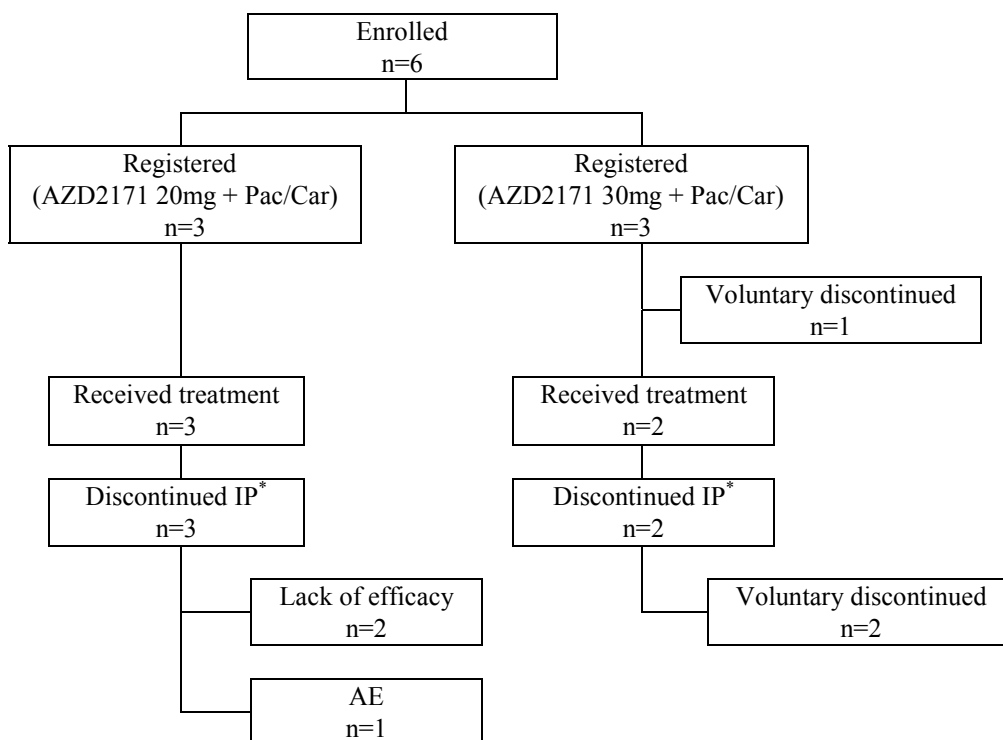 Enrolled
n=6
Registered
(AZD2171 20mg + Pac/Car)
n=3
Registered
(AZD2171 30mg + Pac/Car)
n=3
Voluntary discontinued
n=1
Received treatment
n=3
Received treatment
n=2
Discontinued IP*
n=3
Discontinued IP*
n=2
Lack of efficacy
n=2
Voluntary discontinued
n=2
AE
n=1